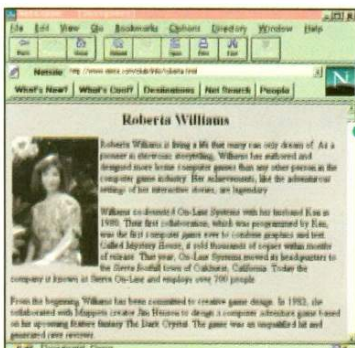 File Edit View Go Bookmarks Options Directory Window Help
Netsite http://www.sierra.com/
What's New? What's Cool? Destinations Net Search People
Roberta Williams
Roberta Williams is living a life that many can only dream of. As a
pioneer in electronic storytelling, Williams has authored and
designed more home computer games than any other person in the
computer game industry. Her achievements, like the adventurous
settings of her interactive stories, are legendary.
Williams co-founded On-Line Systems with her husband Ken in
1980. Their first collaboration, which was programmed by Ken,
was the first computer game ever to combine graphics and text.
Called Mystery House, it sold thousands of copies within months
of release. That year, On-Line Systems moved its headquarters to
the Sierra foothill town of Oakhurst, California. Today the
company is known as Sierra On-Line and employs over 700 people.
From the beginning Williams has been committed to creative game design. In 1982, she
collaborated with Muppets creator Jim Henson to design a computer adventure game based
on his upcoming feature fantasy The Dark Crystal. The game was an unqualified hit and
generated rave reviews.